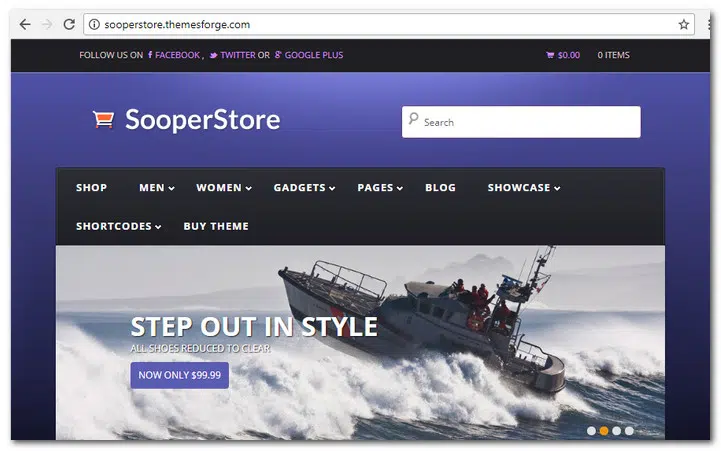 sooperstore.themesforge.com
FOLLOW US ON FACEBOOK , TWITTER OR GOOGLE PLUS $0.00 0 ITEMS
SooperStore Search
SHOP MEN WOMEN GADGETS PAGES BLOG SHOWCASE
SHORTCODES BUY THEME
STEP OUT IN STYLE
ALL SHOES REDUCED TO CLEAR
NOW ONLY $99.99